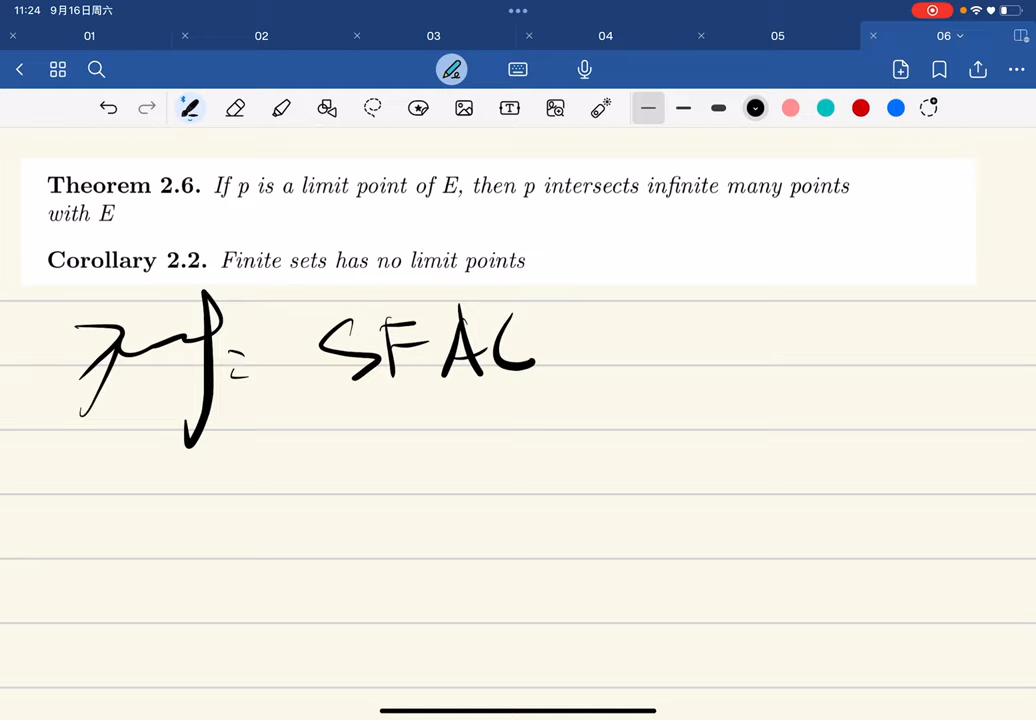 11:24 9月16日周六
01 02 03 04 05 06
Theorem 2.6. If p is a limit point of E, then p intersects infinite many points
with E
Corollary 2.2. Finite sets has no limit points
: SFAC